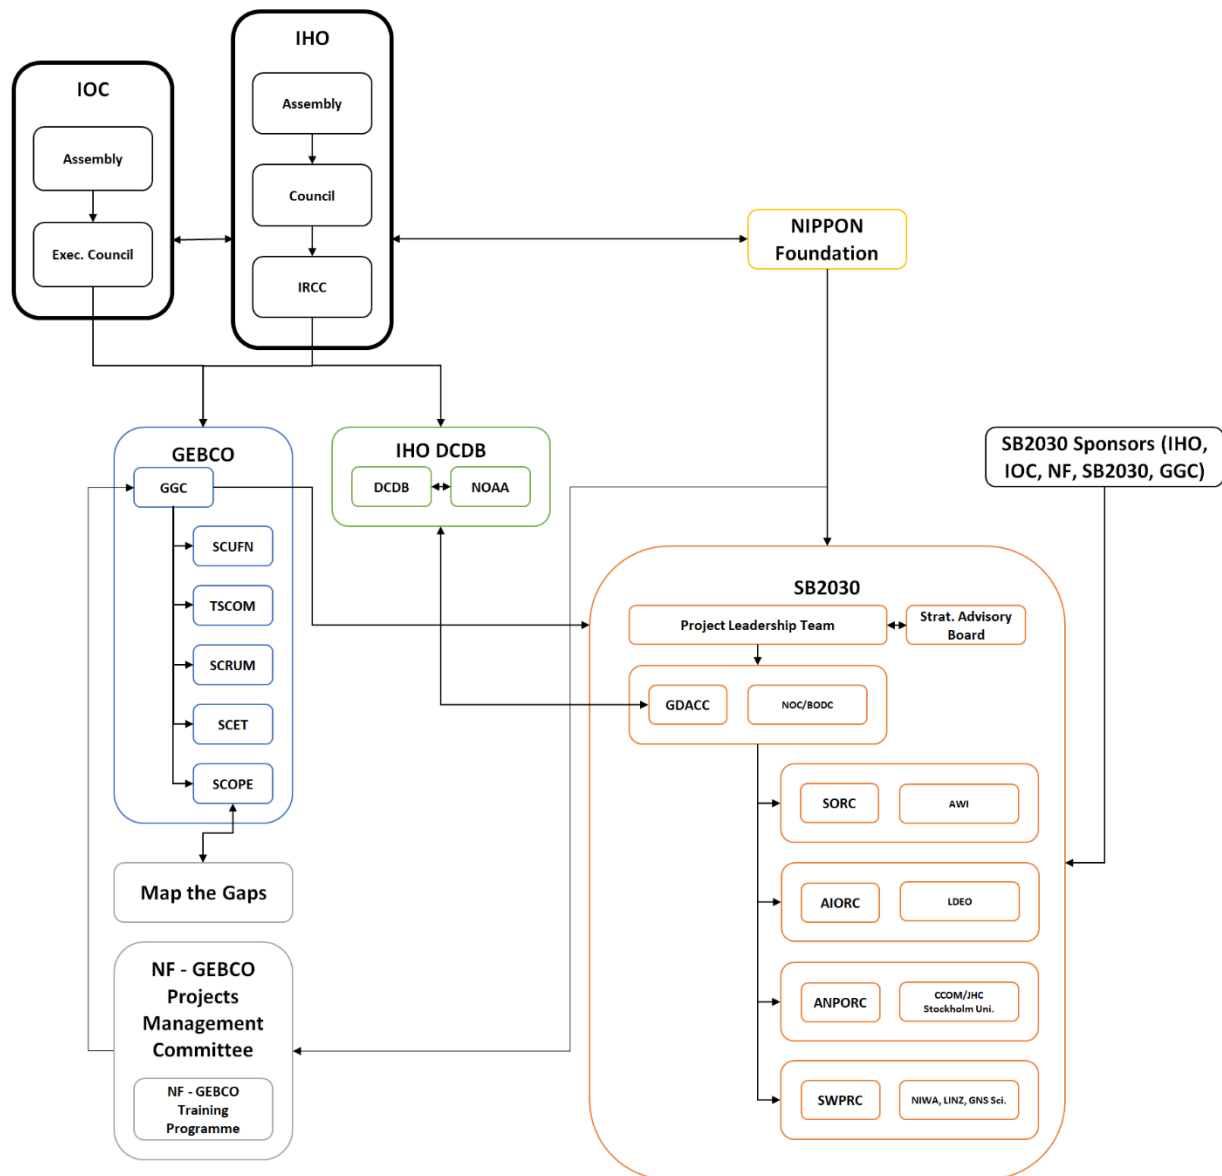 IHO
IOC
Assembly
Council
IRCC
Assembly
Exec. Council
NIPPON
Foundation
GEBCO
GGC
SCUFN
TSCOM
SCRUM
SCET
SCOPE
IHO DCDB
DCDB
NOAA
SB2030 Sponsors (IHO,
IOC, NF, SB2030, GGC)
SB2030
Project Leadership Team
Strat. Advisory
Board
GDACC
NOC/BODC
SORC
AWI
AIORC
LDEO
ANPORC
CCOM/JHC
Stockholm Uni.
SWPRC
NIWA, LINZ, GNS Sci.
Map the Gaps
NF - GEBCO
Projects
Management
Committee
NF - GEBCO
Training
Programme